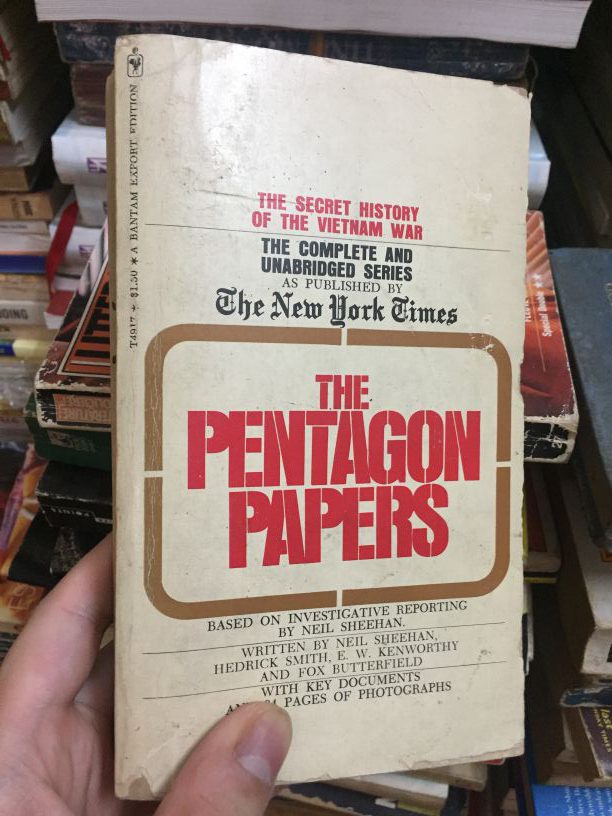 THE SECRET HISTORY
OF THE VIETNAM WAR
THE COMPLETE AND
UNABRIDGED SERIES
AS PUBLISHED BY
The New York Times
THE
PENTAGON
PAPERS
BASED ON INVESTIGATIVE REPORTING
BY NEIL SHEEHAN.
WRITTEN BY NEIL SHEEHAN,
HEDRICK SMITH, E. W. KENWORTHY
AND FOX BUTTERFIELD
WITH KEY DOCUMENTS
PAGES OF PHOTOGRAPHS
T4917 * $1.50 * A BANTAM EXPORT EDITION
Special Book